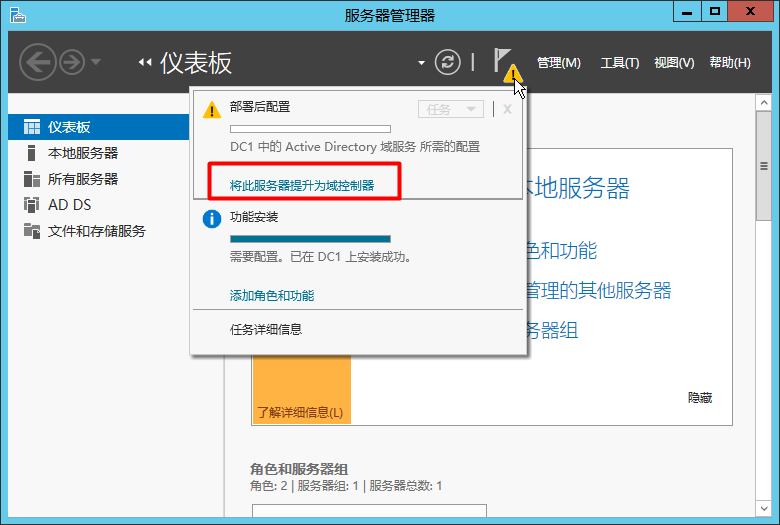 服务器管理器
仪表板
管理(M) 工具(T) 视图(V) 帮助(H)
部署后配置
任务
DC1 中的 Active Directory 域服务 所需的配置
将此服务器提升为域控制器
功能安装
需要配置。已在 DC1 上安装成功。
添加角色和功能
任务详细信息
仪表板
本地服务器
所有服务器
AD DS
文件和存储服务
地服务器
色和功能
管理的其他服务器
务器组
了解详细信息(L)
隐藏
角色和服务器组
角色: 2 | 服务器组: 1 | 服务器总数: 1